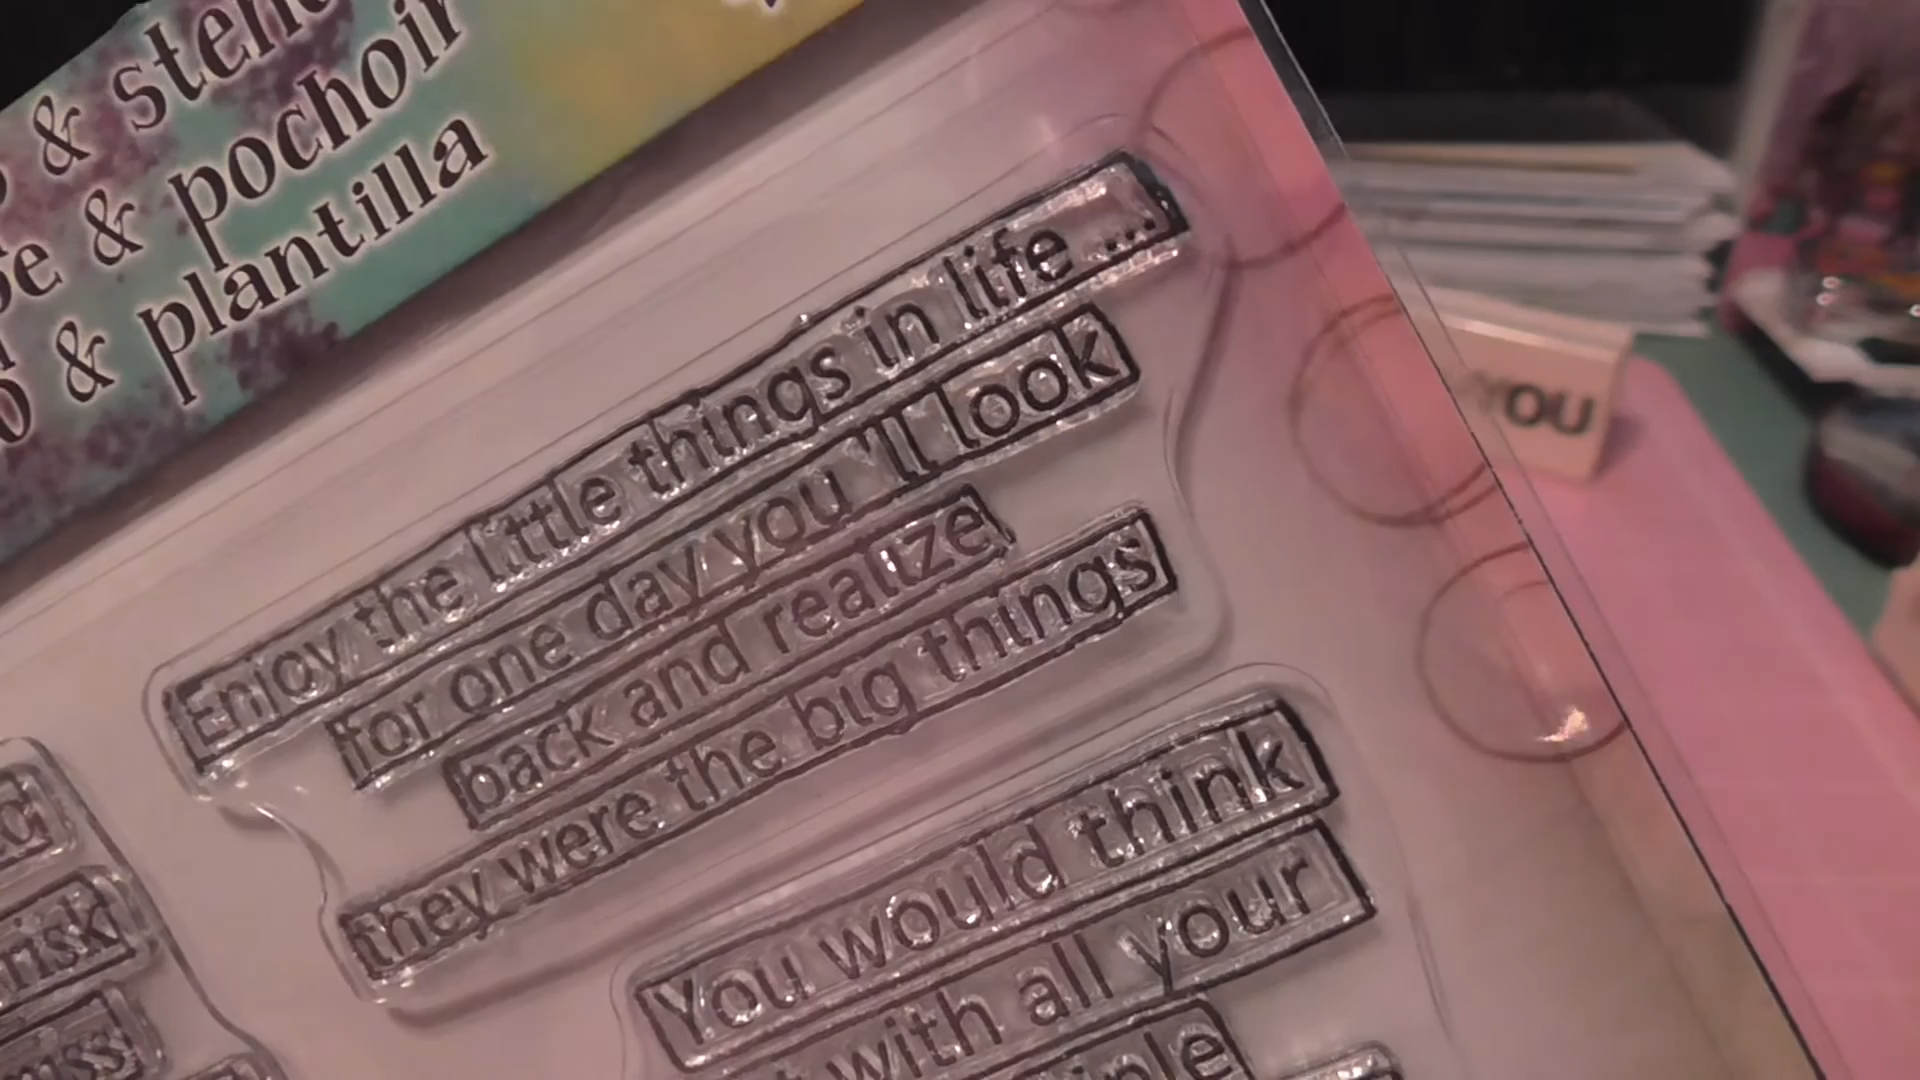 & stenc
& pochoir
& plantilla
Enjoy the little things in life ...
for one day you'll look
back and realize
they were the big things
You would think
with all your
YOU
risk